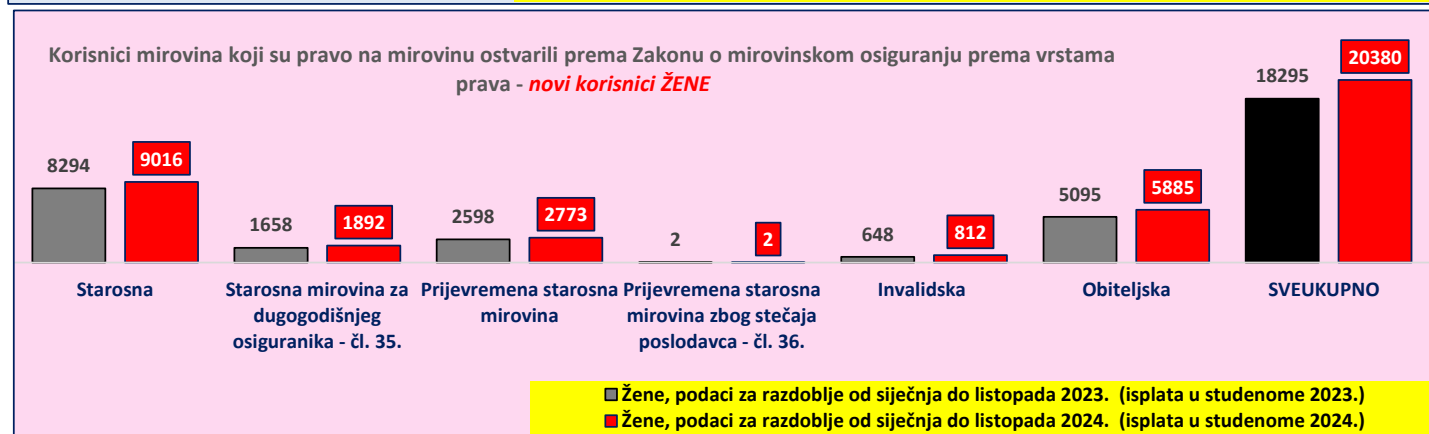 Korisnici mirovina koji su pravo na mirovinu ostvarili prema Zakonu o mirovinskom osiguranju prema vrstama
prava - novi korisnici ŽENE
8294
9016
1658
1892
2598
2773
2
2
648
812
5095
5885
18295
20380
Starosna
Starosna mirovina za
dugogodišnjeg
osiguranika - čl. 35.
Prijevremena starosna
mirovina
Prijevremena starosna
mirovina zbog stečaja
poslodavca - čl. 36.
Invalidska
Obiteljska
SVEUKUPNO
Žene, podaci za razdoblje od siječnja do listopada 2023. (isplata u studenome 2023.)
Žene, podaci za razdoblje od siječnja do listopada 2024. (isplata u studenome 2024.)